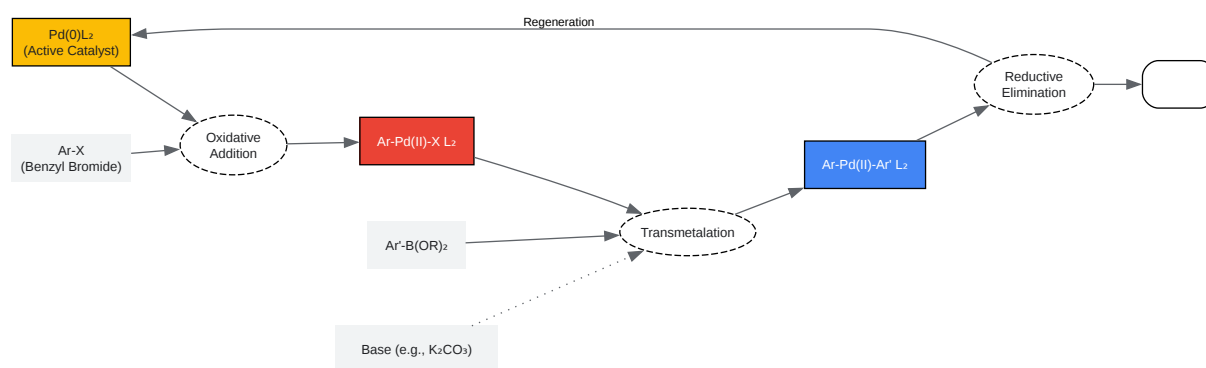 Regeneration
Pd(0)L₂
(Active Catalyst)
Reductive
Elimination
Oxidative
Addition
Ar-X
(Benzyl Bromide)
Ar-Pd(II)-X L₂
Ar-Pd(II)-Ar' L₂
Transmetalation
Ar'-B(OR)₂
Base (e.g., K₂CO₃)